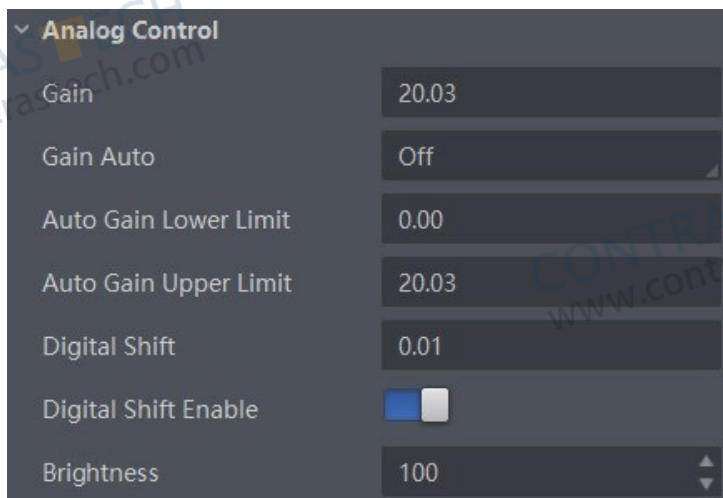 Analog Control
Gain 20.03
Gain Auto Off
Auto Gain Lower Limit 0.00
Auto Gain Upper Limit 20.03
Digital Shift 0.01
Digital Shift Enable
Brightness 100